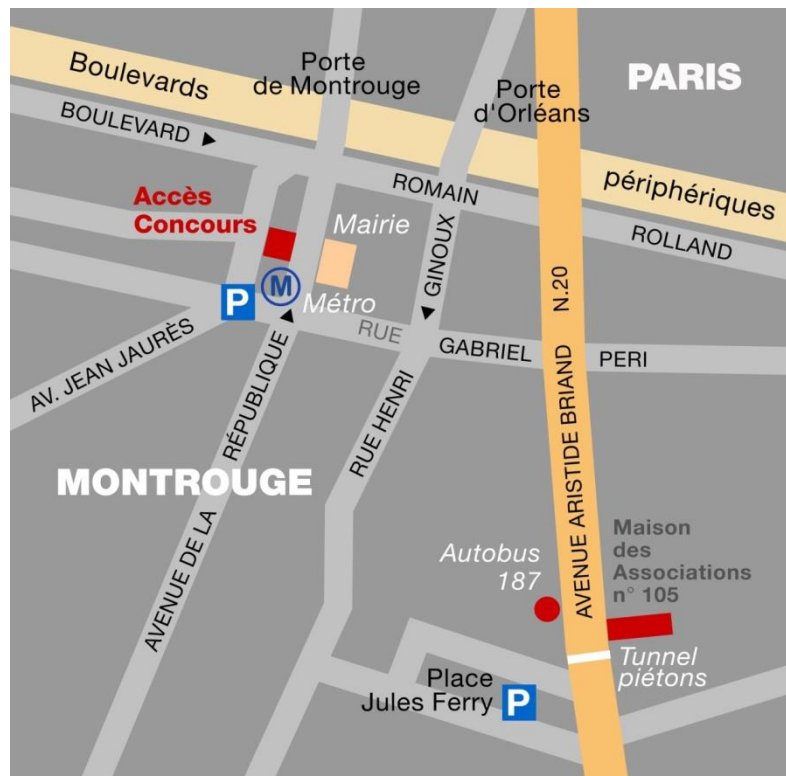 Boulevards
Porte
de Montrouge
Porte
d'Orléans
PARIS
BOULEVARD
ROMAIN
périphériques
ROLLAND
Accès
Concours
Mairie
GINOUX
N.20
M
P
Métro
RUE
GABRIEL
PERI
AV. JEAN JAURÈS
RÉPUBLIQUE
RUE HENRI
AVENUE ARISTIDE BRIAND
MONTROUGE
AVENUE DE LA
Autobus
187
Maison
des
Associations
n° 105
Tunnel
piétons
Place
Jules Ferry
P